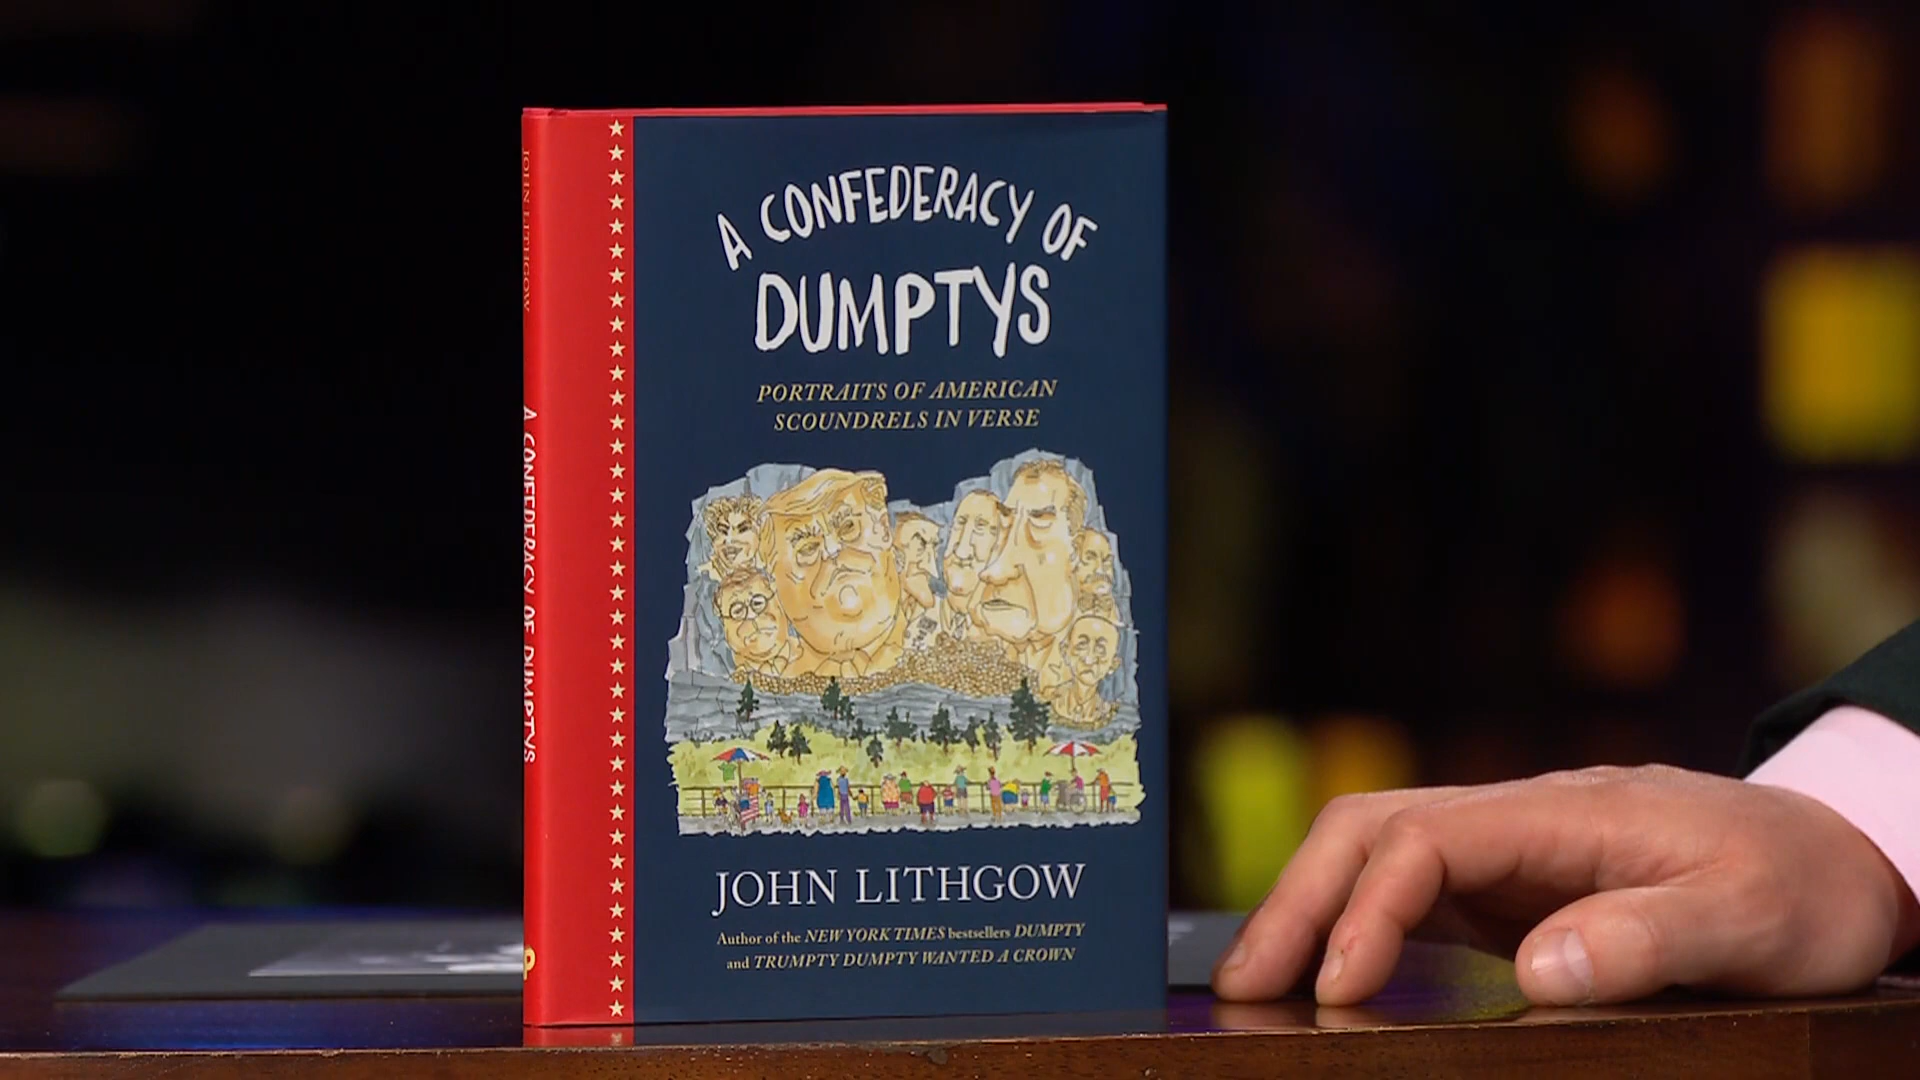 JOHN LITHGOW
A CONFEDERACY OF DUMPTYS
A CONFEDERACY OF
DUMPTYS
PORTRAITS OF AMERICAN
SCOUNDRELS IN VERSE
JOHN LITHGOW
Author of the NEW YORK TIMES bestsellers DUMPTY
and TRUMPTY DUMPTY WANTED A CROWN